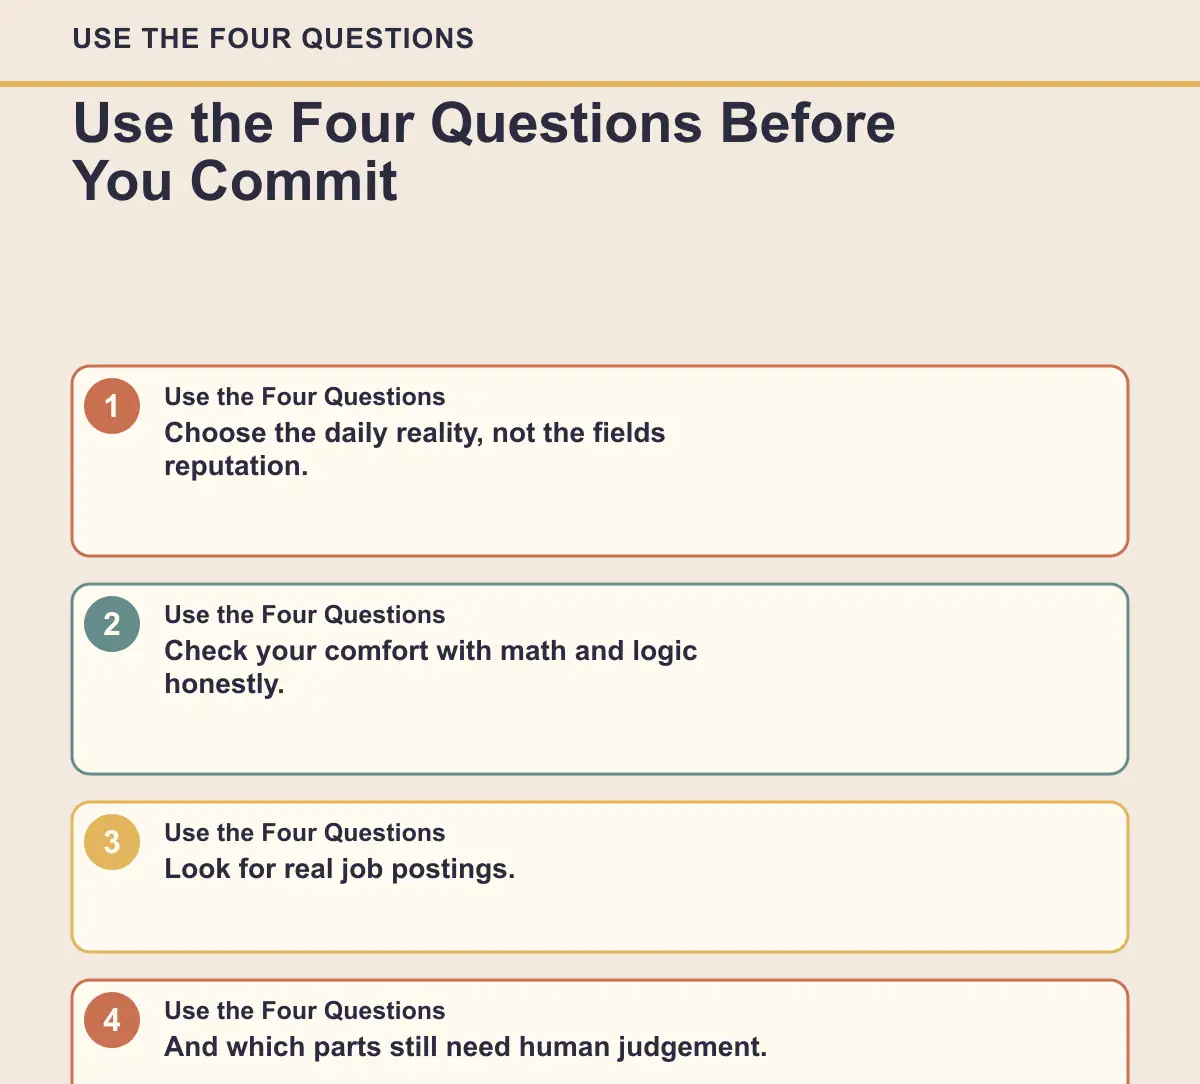 USE THE FOUR QUESTIONS
Use the Four Questions Before
You Commit
1
Use the Four Questions
Choose the daily reality, not the fields
reputation.
2
Use the Four Questions
Check your comfort with math and logic
honestly.
3
Use the Four Questions
Look for real job postings.
4
Use the Four Questions
And which parts still need human judgement.